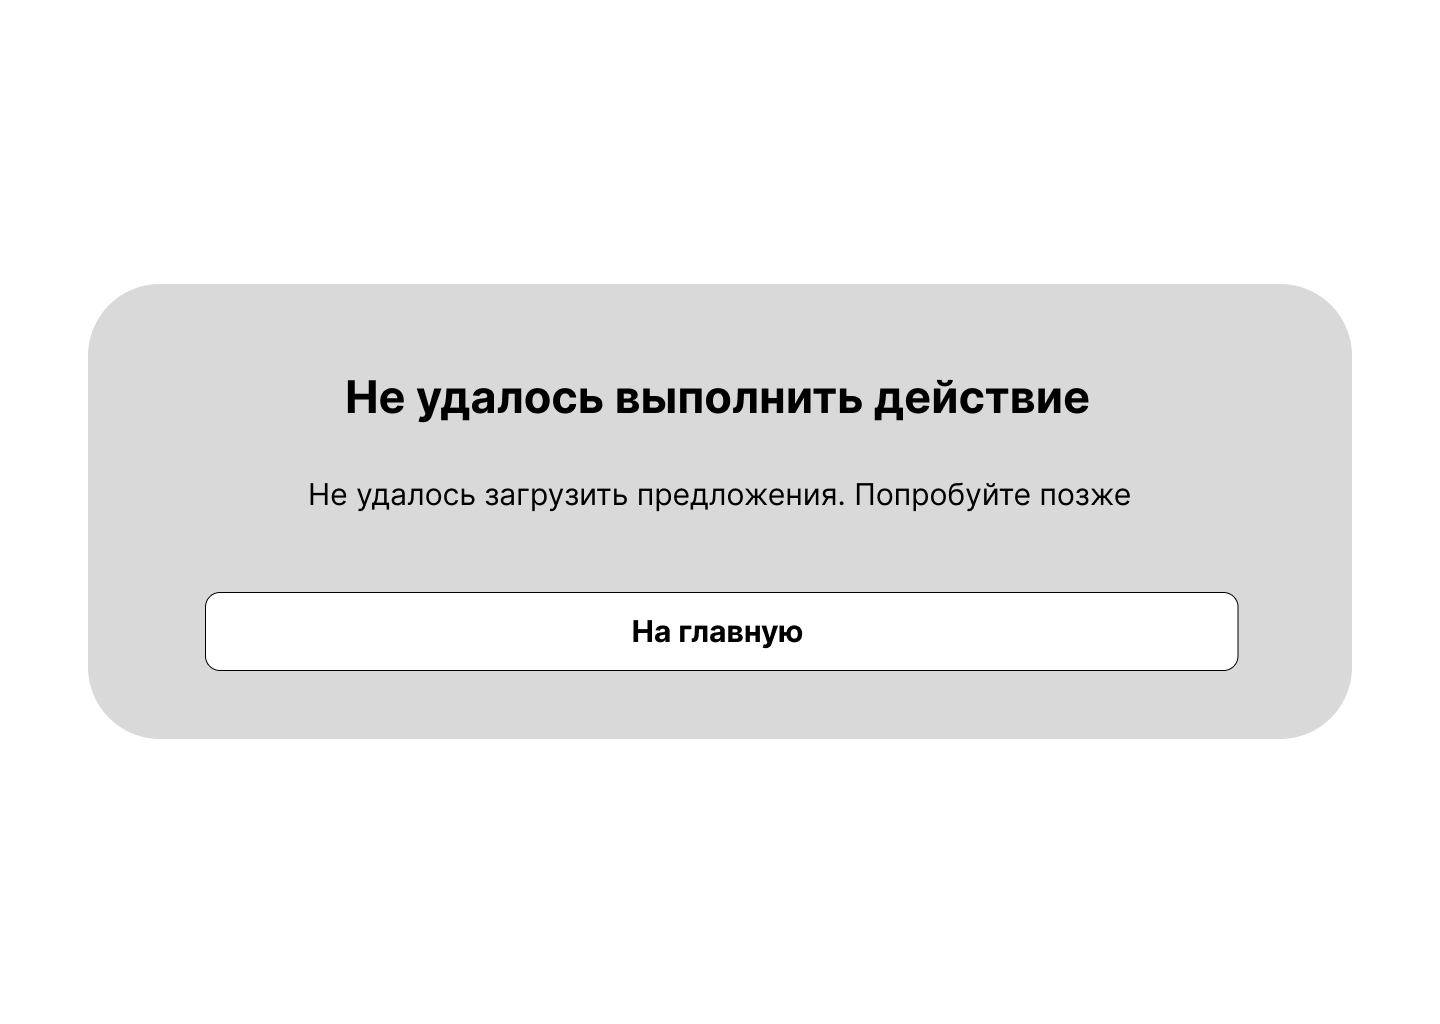 Не удалось выполнить действие
Не удалось загрузить предложения. Попробуйте позже
На главную